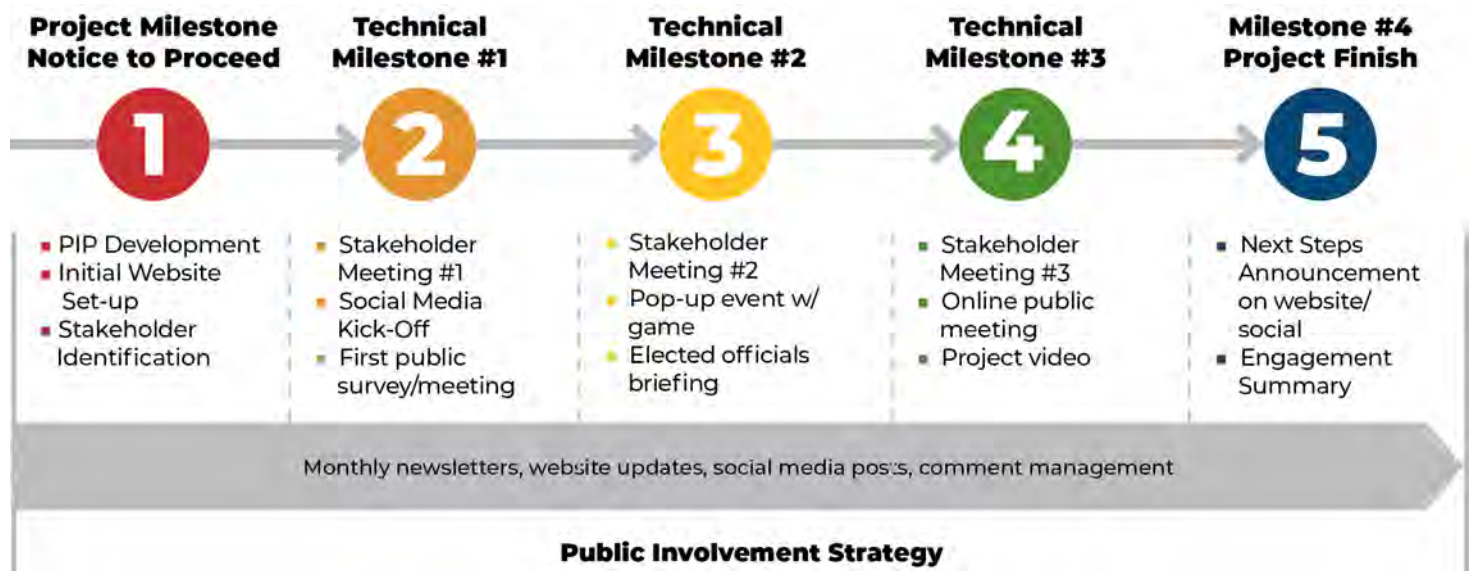 Project Milestone
Notice to Proceed
1
PIP Development
Initial Website
Set-up
Stakeholder
Identification
Technical
Milestone #1
2
Stakeholder
Meeting #1
Social Media
Kick-Off
First public
survey/meeting
Technical
Milestone #2
3
Stakeholder
Meeting #2
Pop-up event w/
game
Elected officials
briefing
Technical
Milestone #3
4
Stakeholder
Meeting #3
Online public
meeting
Project video
Milestone #4
Project Finish
5
Next Steps
Announcement
on website/
social
Engagement
Summary
Monthly newsletters, website updates, social media posts, comment management
Public Involvement Strategy